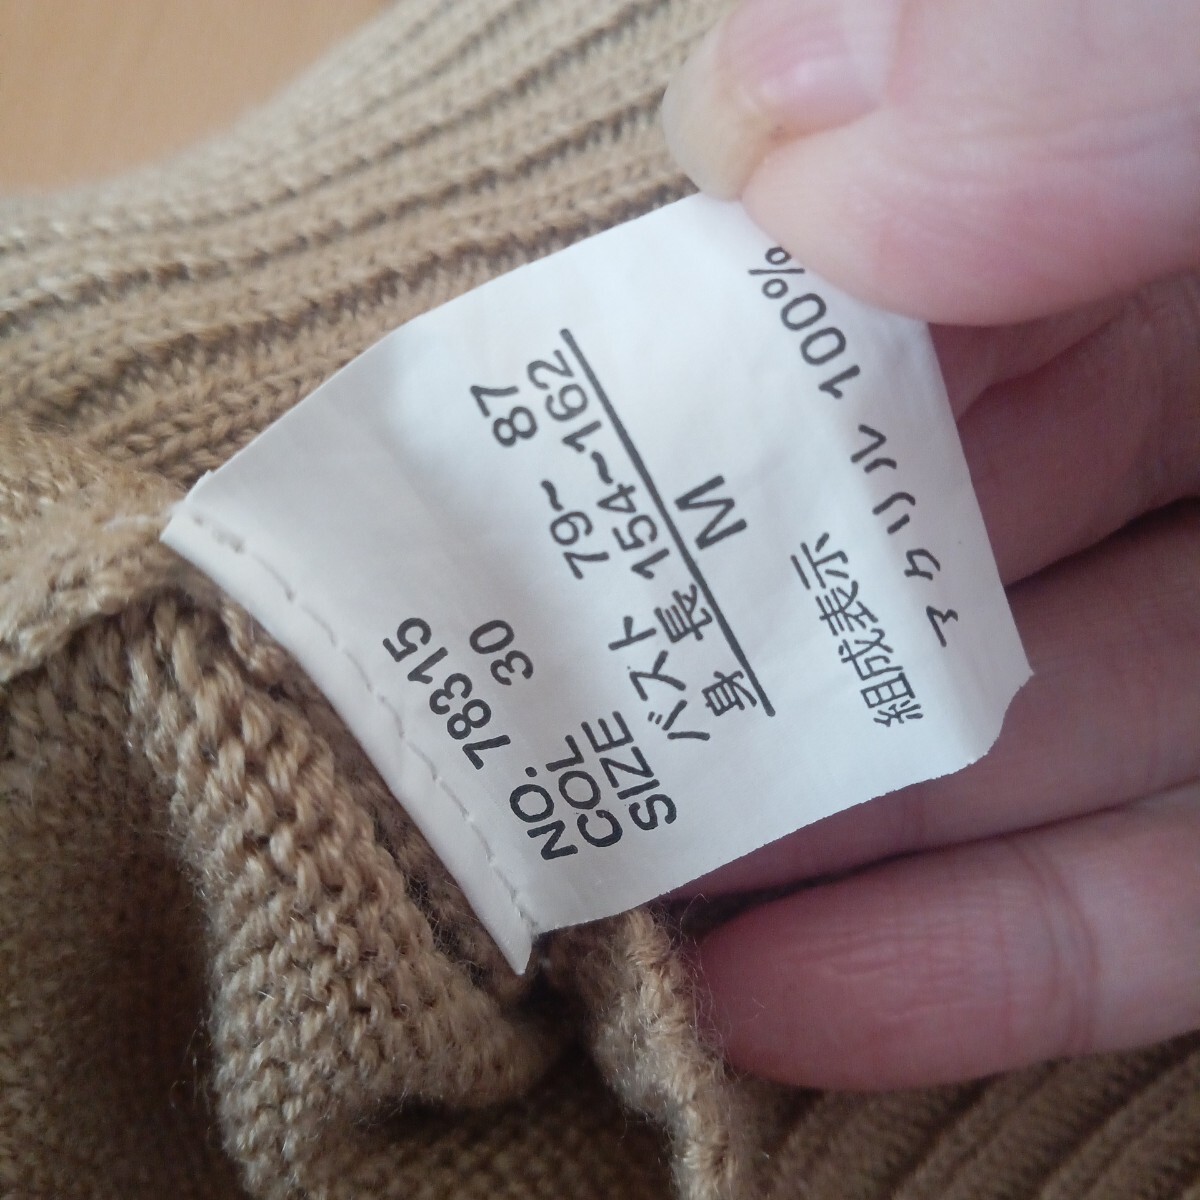 NO. 78315
COL 30
SIZE
バスト 79~ 87
身 長 154~162
M
組成表示
アクリル 100%